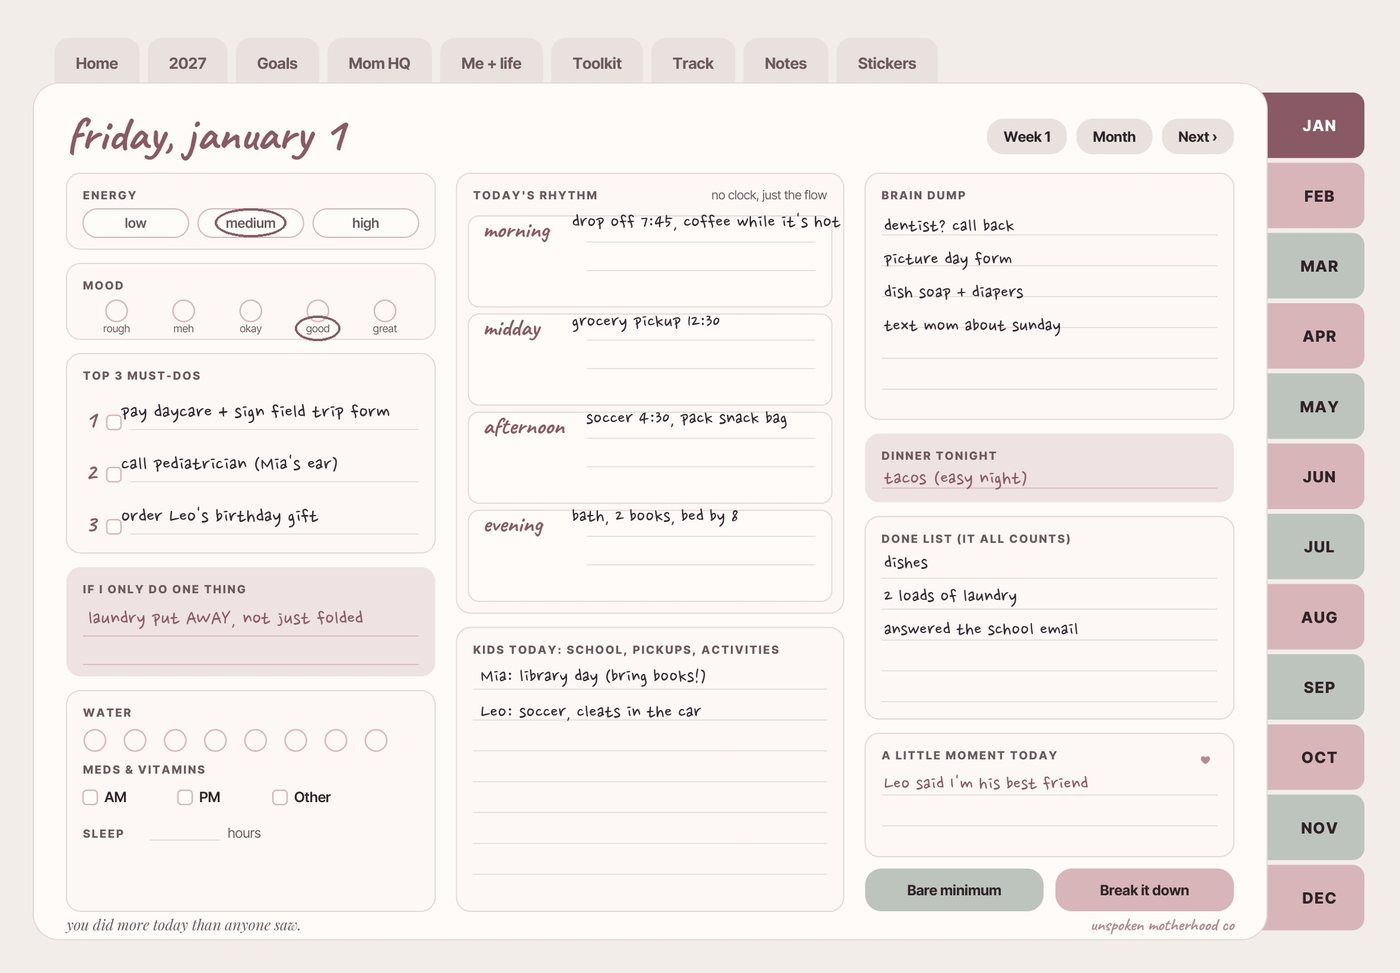 Home
2027
Goals
Mom HQ
Me + life
Toolkit
Track
Notes
Stickers
friday, january 1
Week 1
Month
Next ›
ENERGY
low
medium
high
MOOD
rough
meh
okay
good
great
TOP 3 MUST-DOS
1 pay daycare + sign field trip form
2 call pediatrician (Mia's ear)
3 order Leo's birthday gift
IF I ONLY DO ONE THING
laundry put AWAY, not just folded
WATER
MEDS & VITAMINS
AM
PM
Other
SLEEP hours
you did more today than anyone saw.
TODAY'S RHYTHM
no clock, just the flow
morning
drop off 7:45, coffee while it's hot
midday
grocery pickup 12:30
afternoon
soccer 4:30, pack snack bag
evening
bath, 2 books, bed by 8
KIDS TODAY: SCHOOL, PICKUPS, ACTIVITIES
Mia: library day (bring books!)
Leo: soccer, cleats in the car
BRAIN DUMP
dentist? call back
picture day form
dish soap + diapers
text mom about sunday
DINNER TONIGHT
tacos (easy night)
DONE LIST (IT ALL COUNTS)
dishes
2 loads of laundry
answered the school email
A LITTLE MOMENT TODAY
Leo said I'm his best friend
Bare minimum
Break it down
unspoken motherhood co
JAN
FEB
MAR
APR
MAY
JUN
JUL
AUG
SEP
OCT
NOV
DEC